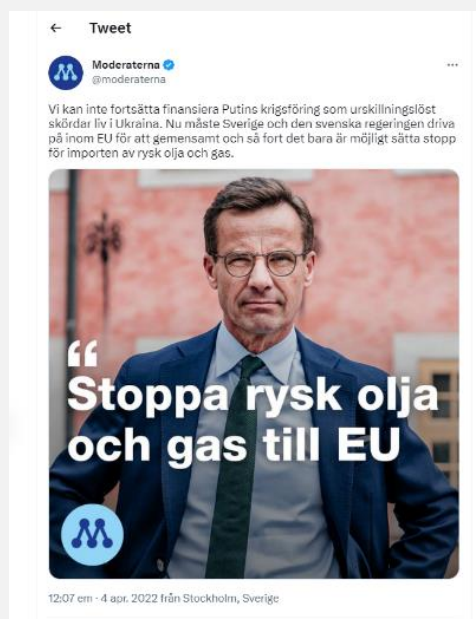 Tweet
Moderaterna
@moderaterna
Vi kan inte fortsätta finansiera Putins krigsföring som urskillningslöst
skördar liv i Ukraina. Nu måste Sverige och den svenska regeringen driva
på inom EU för att gemensamt och så fort det bara är möjligt sätta stopp
för importen av rysk olja och gas.
“
Stoppa rysk olja
och gas till EU
M
12:07 em · 4 apr. 2022 från Stockholm, Sverige